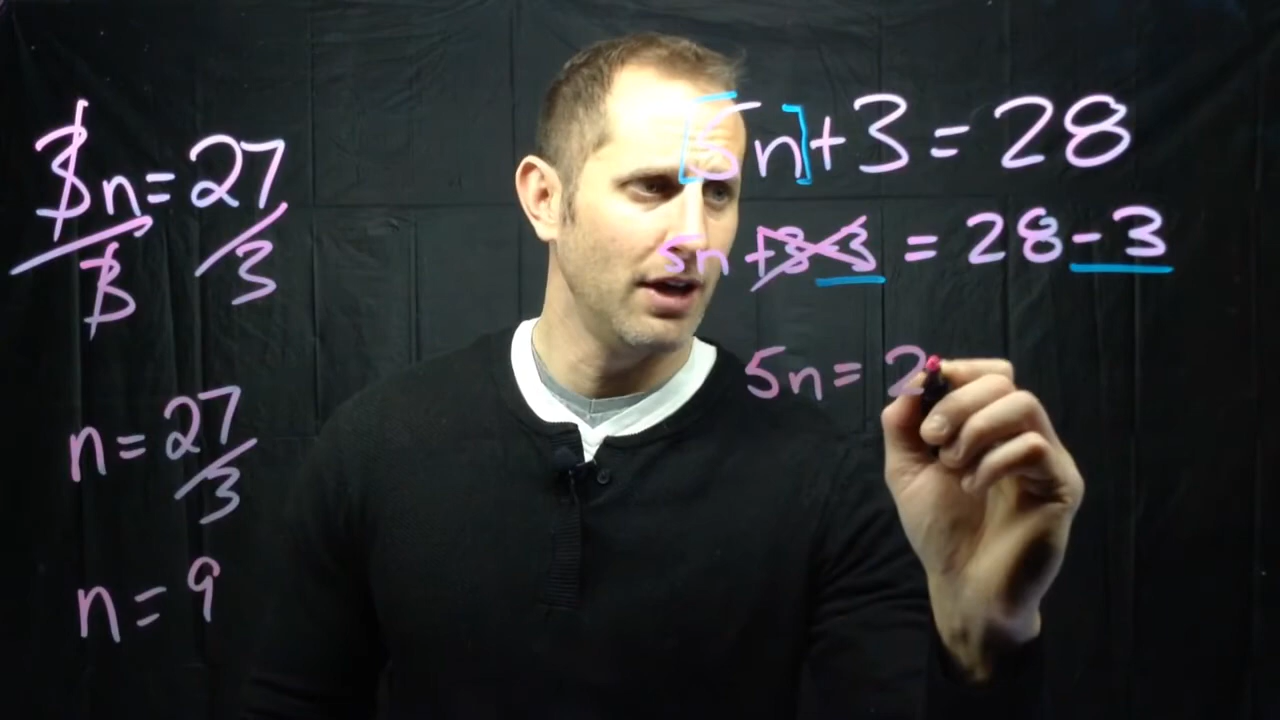 3n = 27
3 3
n = 27/3
n = 9
[5n] + 3 = 28
5n + 3 - 3 = 28 - 3
5n = 2